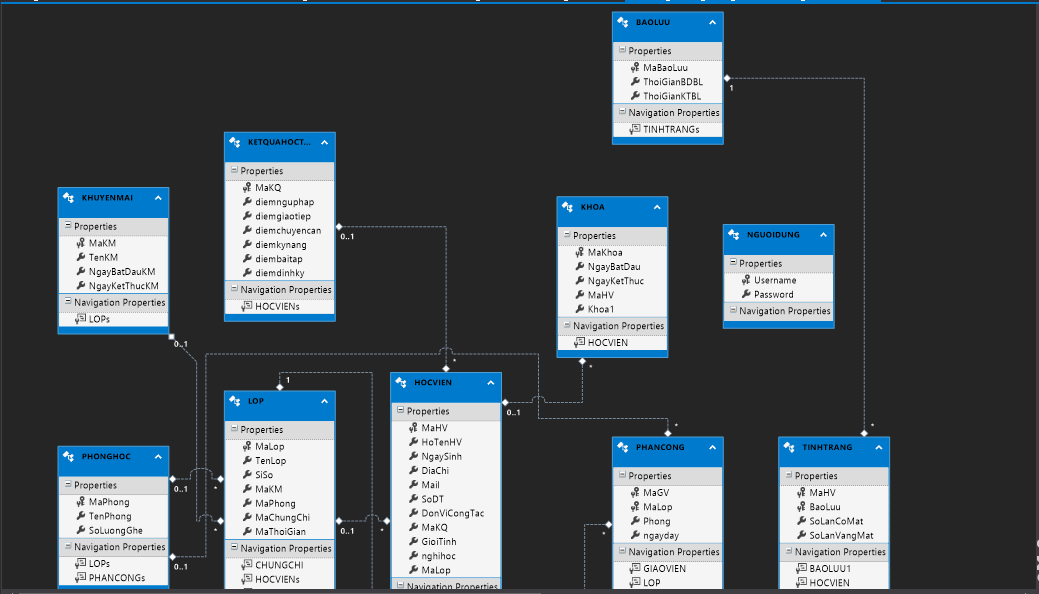 BAOLUU
Properties
MaBaoLuu
ThoiGianBDBL
ThoiGianKTBL
Navigation Properties
TINHTRANGs
1
KETQUAHOCT...
Properties
MaKQ
diemnguphap
diemgiaotiep
diemchuyencan
diemkynang
diembaitap
diemdinhky
Navigation Properties
HOCVIENs
0..1
*
KHUYENMAI
Properties
MaKM
TenKM
NgayBatDauKM
NgayKetThucKM
Navigation Properties
LOPs
0..1
*
KHOA
Properties
MaKhoa
NgayBatDau
NgayKetThuc
MaHV
Khoa1
Navigation Properties
HOCVIEN
*
0..1
NGUOIDUNG
Properties
Username
Password
Navigation Properties
PHONGHOC
Properties
MaPhong
TenPhong
SoLuongGhe
Navigation Properties
LOPs
PHANCONGs
0..1
*
0..1
1
LOP
Properties
MaLop
TenLop
SiSo
MaKM
MaPhong
MaChungChi
MaThoiGian
Navigation Properties
CHUNGCHI
HOCVIENs
0..1
*
HOCVIEN
Properties
MaHV
HoTenHV
NgaySinh
DiaChi
Mail
SoDT
DonViCongTac
MaKQ
GioiTinh
nghihoc
MaLop
Navigation Properties
*
PHANCONG
Properties
MaGV
MaLop
Phong
ngayday
Navigation Properties
GIAOVIEN
LOP
*
*
TINHTRANG
Properties
MaHV
BaoLuu
SoLanCoMat
SoLanVangMat
Navigation Properties
BAOLUU1
HOCVIEN